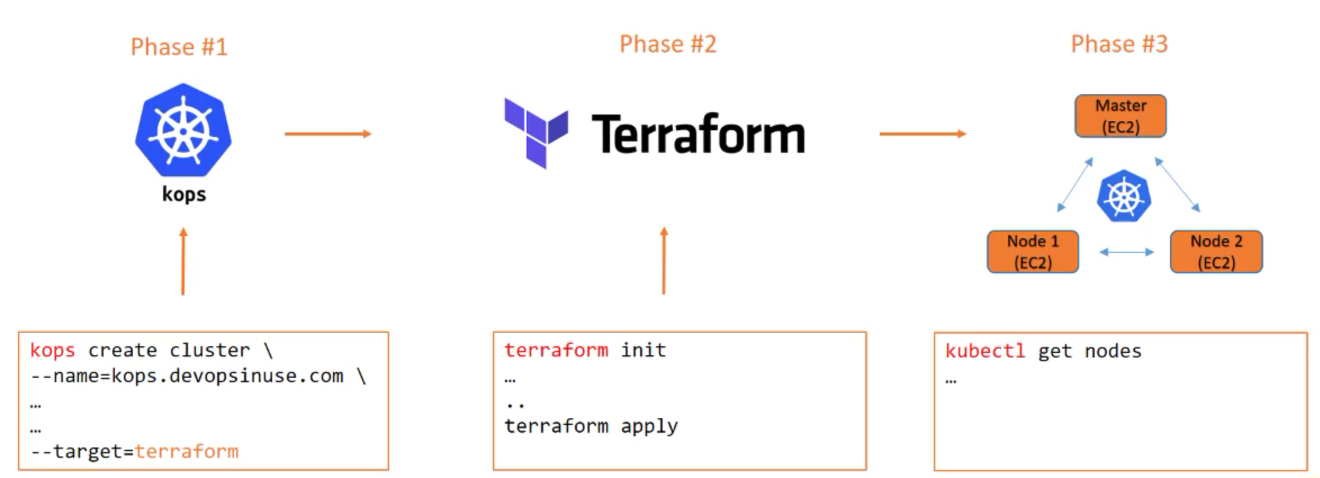 Phase #1
Phase #2
Phase #3
kops
Terraform
Master
(EC2)
Node 1
(EC2)
Node 2
(EC2)
kops create cluster \
--name=kops.devopsinuse.com \
…
…
--target=terraform
terraform init
…
..
terraform apply
kubectl get nodes
…